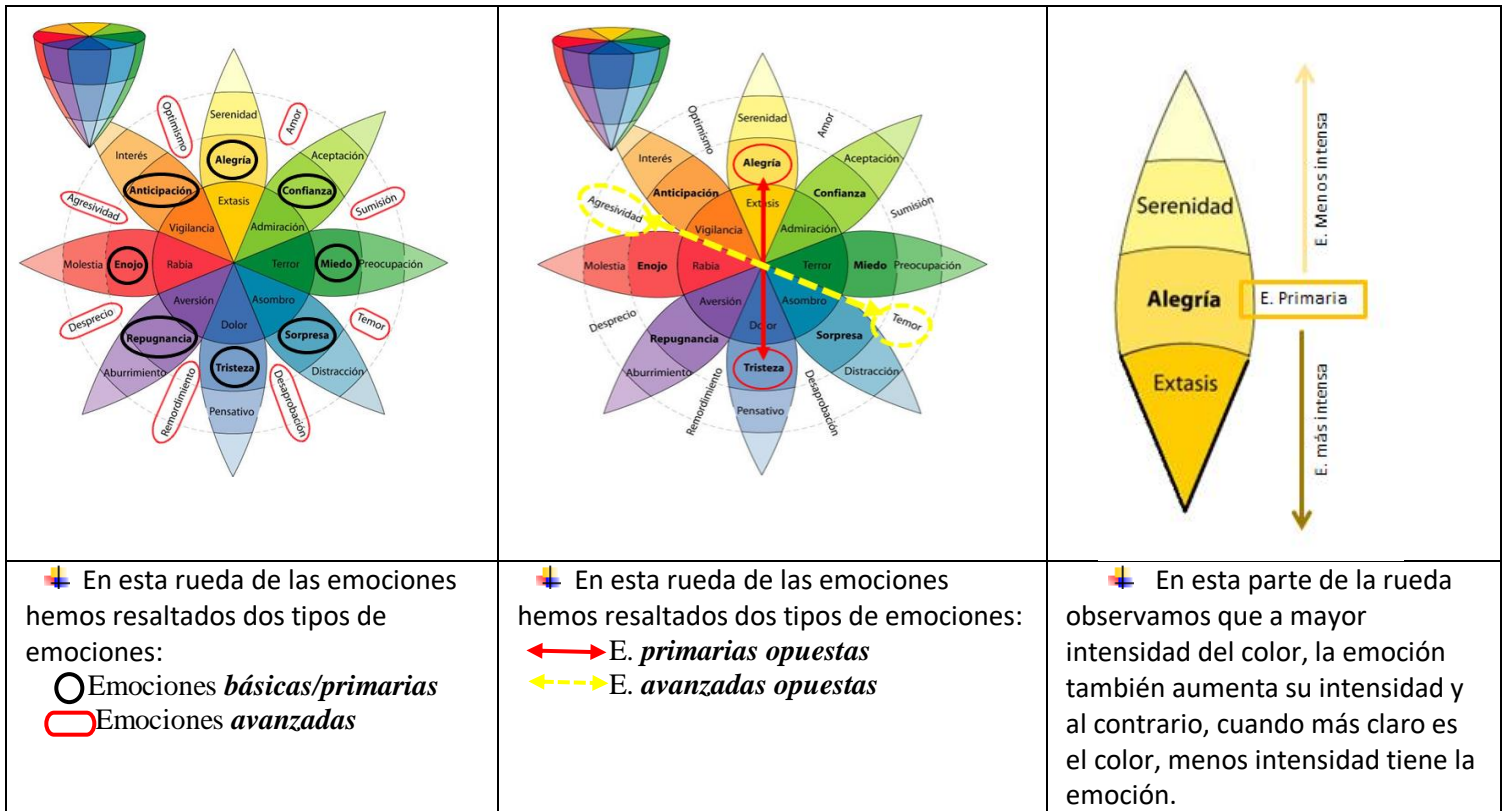 Optimismo
Amor
Serenidad
Interés
Alegría
Aceptación
Anticipación
Confianza
Agresividad
Extasis
Sumisión
Vigilancia
Admiración
Molestia
Enojo
Rabia
Terror
Miedo
Preocupación
Aversión
Asombro
Desprecio
Dolor
Temor
Repugnancia
Sorpresa
Tristeza
Aburrimiento
Distracción
Remordimiento
Desaprobación
Pensativo
Optimismo
Amor
Serenidad
Interés
Alegría
Aceptación
Anticipación
Confianza
Agresividad
Extasis
Sumisión
Vigilancia
Admiración
Molestia
Enojo
Rabia
Terror
Miedo
Preocupación
Aversión
Asombro
Desprecio
Dolor
Temor
Repugnancia
Sorpresa
Tristeza
Aburrimiento
Distracción
Remordimiento
Desaprobación
Pensativo
Serenidad
Alegría
Extasis
E. Menos intensa
E. Primaria
E. más intensa
En esta rueda de las emociones
hemos resaltados dos tipos de
emociones:
Emociones básicas/primarias
Emociones avanzadas
En esta rueda de las emociones
hemos resaltados dos tipos de emociones:
E. primarias opuestas
E. avanzadas opuestas
En esta parte de la rueda
observamos que a mayor
intensidad del color, la emoción
también aumenta su intensidad y
al contrario, cuando más claro es
el color, menos intensidad tiene la
emoción.